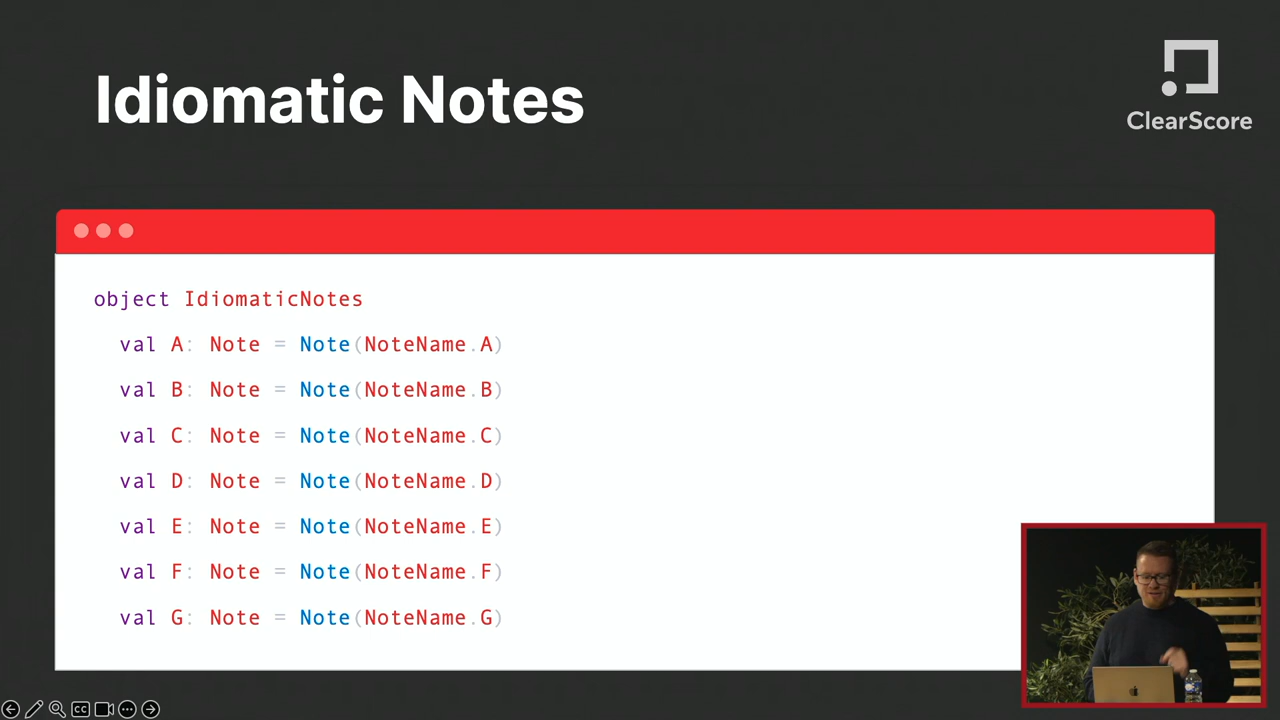 Idiomatic Notes
ClearScore
object IdiomaticNotes
val A: Note = Note(NoteName.A)
val B: Note = Note(NoteName.B)
val C: Note = Note(NoteName.C)
val D: Note = Note(NoteName.D)
val E: Note = Note(NoteName.E)
val F: Note = Note(NoteName.F)
val G: Note = Note(NoteName.G)
CC